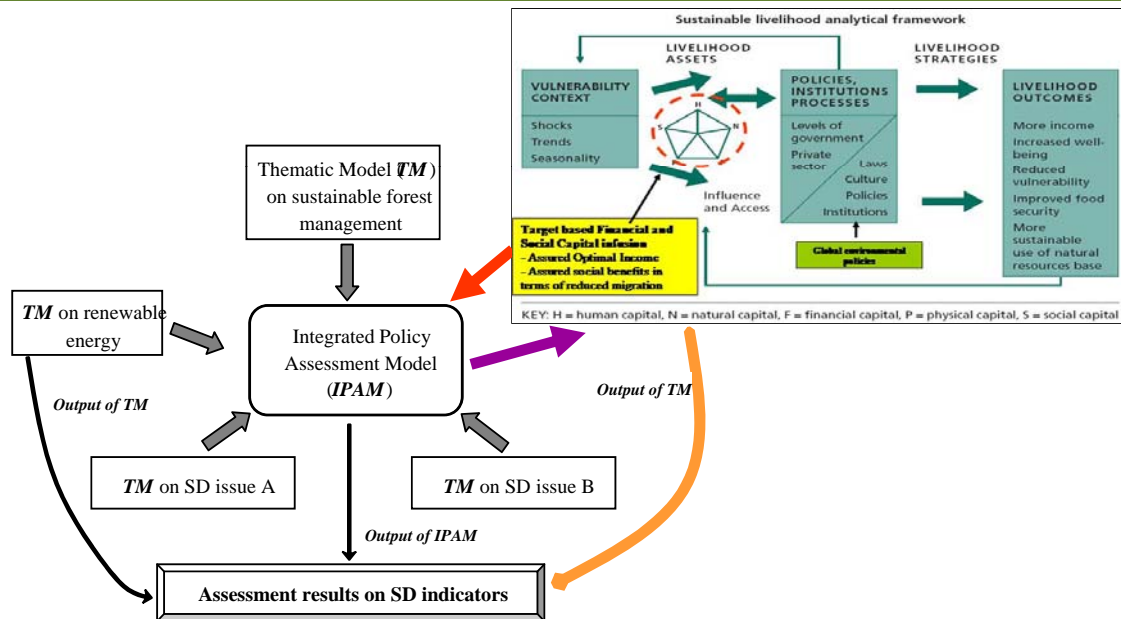 Sustainable livelihood analytical framework
LIVELIHOOD
ASSETS
LIVELIHOOD
STRATEGIES
VULNERABILITY
CONTEXT
Shocks
Trends
Seasonality
H
S
N
POLICIES,
INSTITUTIONS
PROCESSES
Levels of
government
Private
sector
Laws
Culture
Policies
Institutions
LIVELIHOOD
OUTCOMES
More income
Increased well-
being
Reduced
vulnerability
Improved food
security
More
sustainable
use of natural
resources base
Influence
and Access
Target based Financial and
Social Capital infusion
- Assured Optimal Income
- Assured social benefits in
terms of reduced migration
Global environmental
policies
KEY: H = human capital, N = natural capital, F = financial capital, P = physical capital, S = social capital
Thematic Model (TM)
on sustainable forest
management
TM on renewable
energy
Integrated Policy
Assessment Model
(IPAM)
Output of TM
Output of TM
TM on SD issue A
TM on SD issue B
Output of IPAM
Assessment results on SD indicators